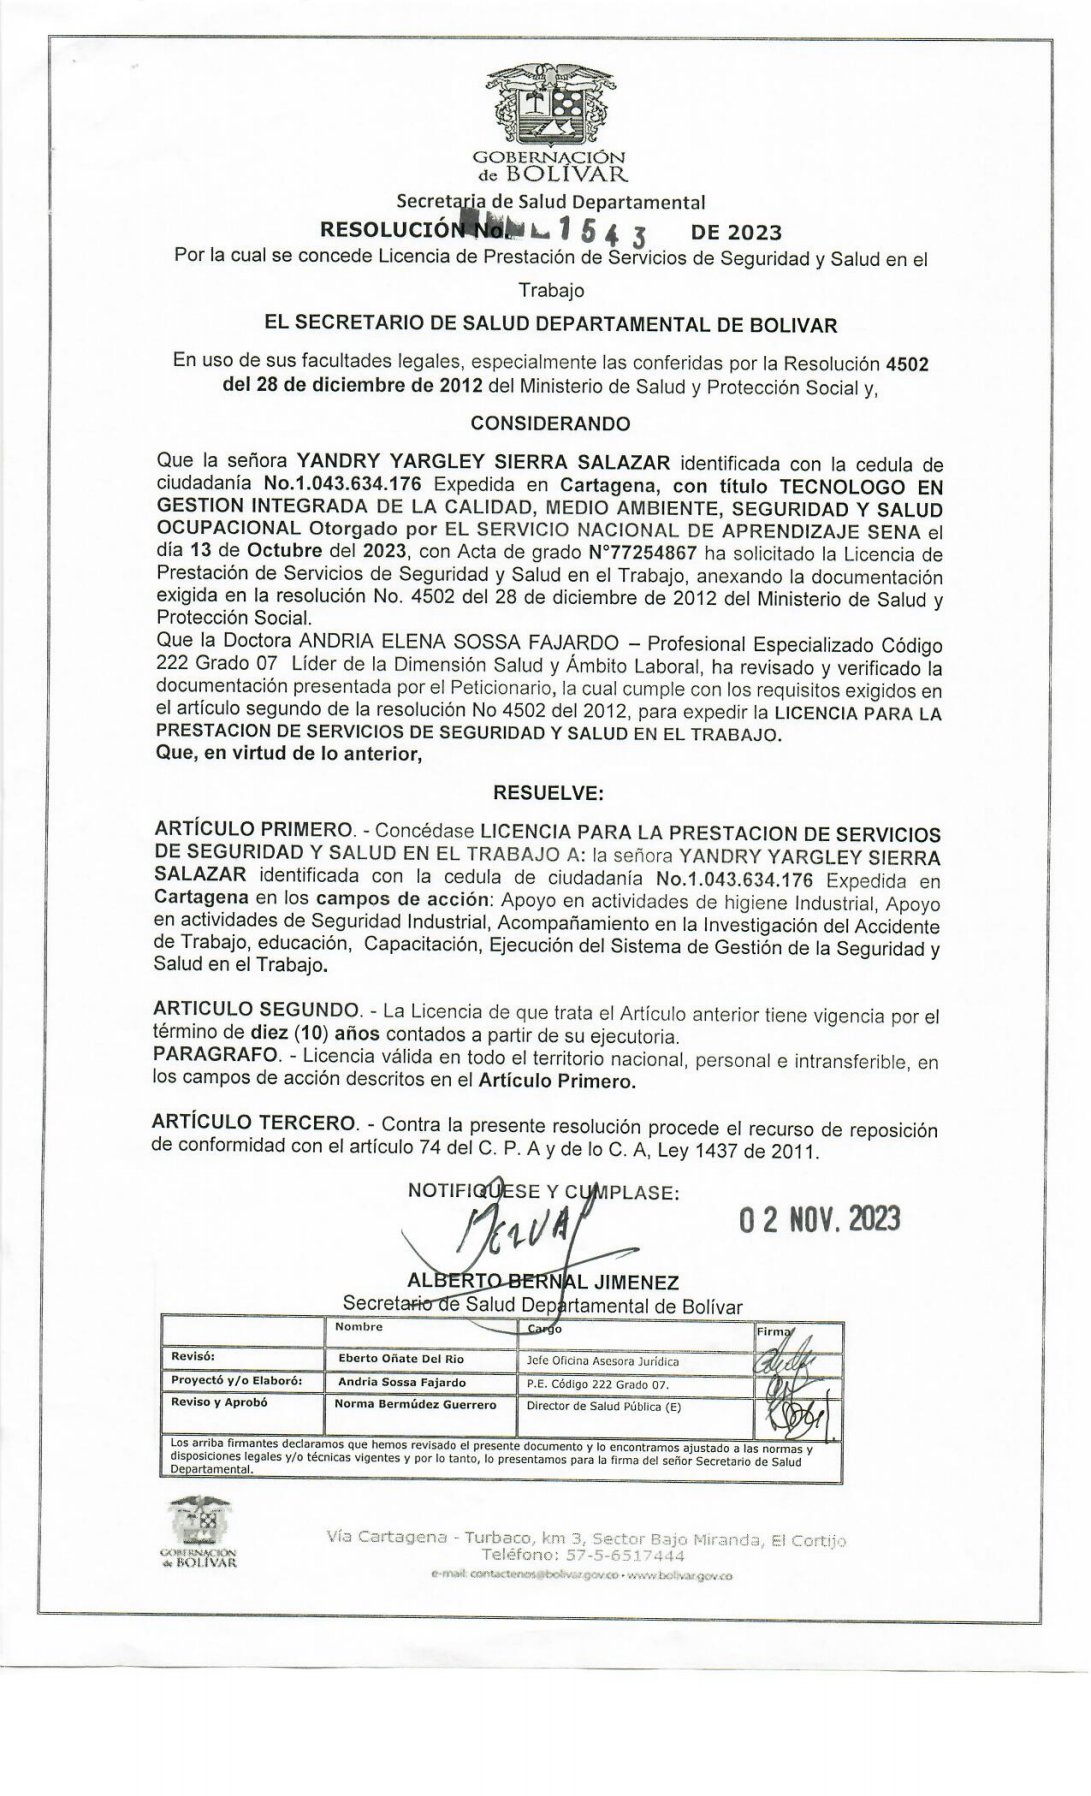 GOBERNACIÓN
de BOLÍVAR
Secretaria de Salud Departamental
RESOLUCIÓN No. 1543 DE 2023
Por la cual se concede Licencia de Prestación de Servicios de Seguridad y Salud en el
Trabajo
EL SECRETARIO DE SALUD DEPARTAMENTAL DE BOLIVAR
En uso de sus facultades legales, especialmente las conferidas por la Resolución 4502
del 28 de diciembre de 2012 del Ministerio de Salud y Protección Social y,
CONSIDERANDO
Que la señora YANDRY YARGLEY SIERRA SALAZAR identificada con la cedula de
ciudadanía No.1.043.634.176 Expedida en Cartagena, con título TECNOLOGO EN
GESTION INTEGRADA DE LA CALIDAD, MEDIO AMBIENTE, SEGURIDAD Y SALUD
OCUPACIONAL Otorgado por EL SERVICIO NACIONAL DE APRENDIZAJE SENA el
día 13 de Octubre del 2023, con Acta de grado N°77254867 ha solicitado la Licencia de
Prestación de Servicios de Seguridad y Salud en el Trabajo, anexando la documentación
exigida en la resolución No. 4502 del 28 de diciembre de 2012 del Ministerio de Salud y
Protección Social.
Que la Doctora ANDRIA ELENA SOSSA FAJARDO – Profesional Especializado Código
222 Grado 07 Líder de la Dimensión Salud y Ámbito Laboral, ha revisado y verificado la
documentación presentada por el Peticionario, la cual cumple con los requisitos exigidos en
el artículo segundo de la resolución No 4502 del 2012, para expedir la LICENCIA PARA LA
PRESTACION DE SERVICIOS DE SEGURIDAD Y SALUD EN EL TRABAJO.
Que, en virtud de lo anterior,
RESUELVE:
ARTÍCULO PRIMERO. - Concédase LICENCIA PARA LA PRESTACION DE SERVICIOS
DE SEGURIDAD Y SALUD EN EL TRABAJO A: la señora YANDRY YARGLEY SIERRA
SALAZAR identificada con la cedula de ciudadanía No.1.043.634.176 Expedida en
Cartagena en los campos de acción: Apoyo en actividades de higiene Industrial, Apoyo
en actividades de Seguridad Industrial, Acompañamiento en la Investigación del Accidente
de Trabajo, educación, Capacitación, Ejecución del Sistema de Gestión de la Seguridad y
Salud en el Trabajo.
ARTICULO SEGUNDO. - La Licencia de que trata el Artículo anterior tiene vigencia por el
término de diez (10) años contados a partir de su ejecutoria.
PARAGRAFO. - Licencia válida en todo el territorio nacional, personal e intransferible, en
los campos de acción descritos en el Artículo Primero.
ARTÍCULO TERCERO. - Contra la presente resolución procede el recurso de reposición
de conformidad con el artículo 74 del C. P. A y de lo C. A, Ley 1437 de 2011.
NOTIFIQUESE Y CUMPLASE:
02 NOV. 2023
ALBERTO BERNAL JIMENEZ
Secretario de Salud Departamental de Bolívar
Nombre Cargo Firma
Revisó: Eberto Oñate Del Rio Jefe Oficina Asesora Jurídica
Proyectó y/o Elaboró: Andria Sossa Fajardo P.E. Código 222 Grado 07.
Reviso y Aprobó Norma Bermúdez Guerrero Director de Salud Pública (E)
Los arriba firmantes declaramos que hemos revisado el presente documento y lo encontramos ajustado a las normas y
disposiciones legales y/o técnicas vigentes y por lo tanto, lo presentamos para la firma del señor Secretario de Salud
Departamental.
GOBERNACIÓN
de BOLÍVAR
Vía Cartagena - Turbaco, km 3, Sector Bajo Miranda, El Cortijo
Teléfono: 57-5-6517444
e-mail: contactenos@bolivar.gov.co • www.bolivar.gov.co